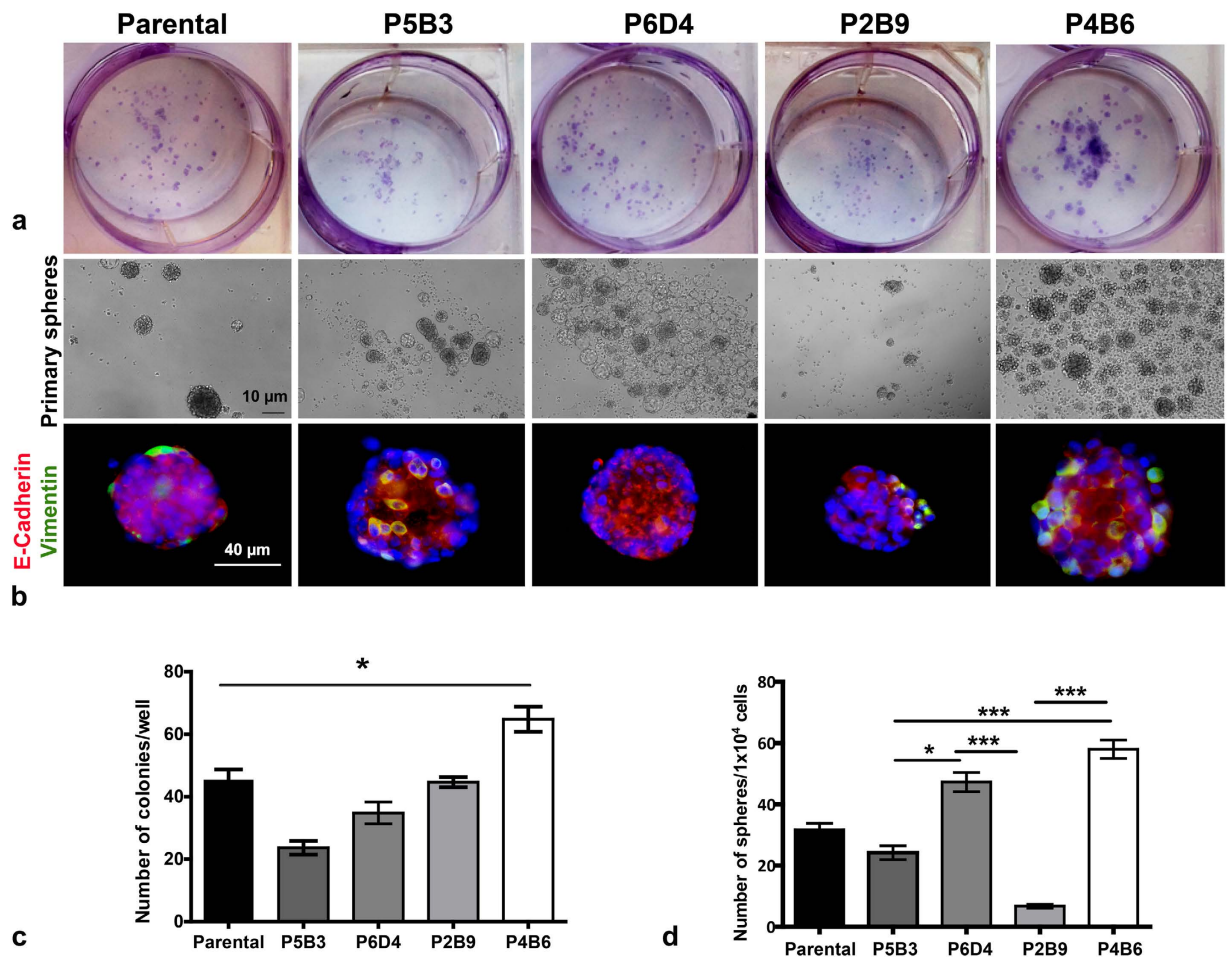 Parental P5B3 P6D4 P2B9 P4B6
a
Primary spheres
10 µm
E-Cadherin
Vimentin
40 µm
b
Number of colonies/well
80
60
40
20
0
*
Parental P5B3 P6D4 P2B9 P4B6
c
Number of spheres/1x10⁴ cells
80
60
40
20
0
***
***
* ***
Parental P5B3 P6D4 P2B9 P4B6
d